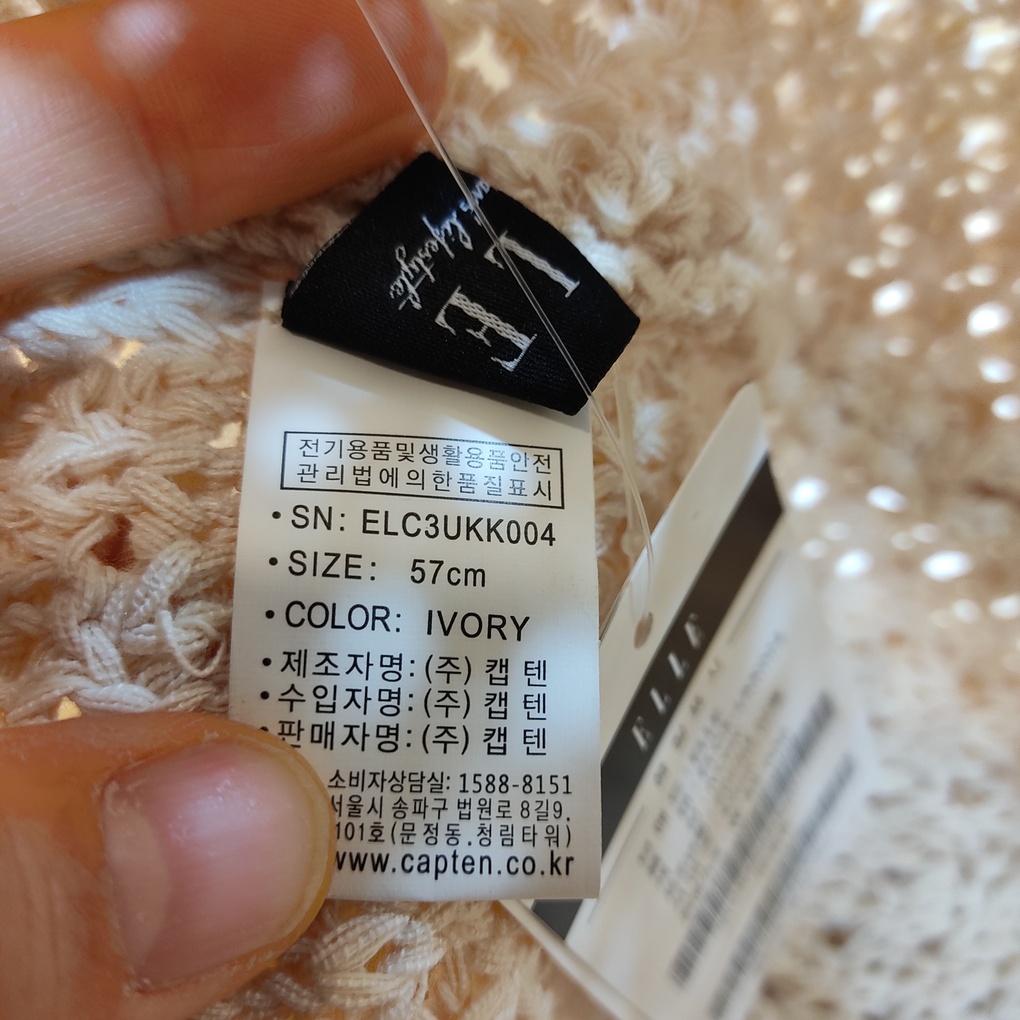 lifestyle
전기용품및생활용품안전
관리법에의한품질표시
•SN: ELC3UKK004
•SIZE: 57cm
•COLOR: IVORY
•제조자명:(주) 캡 텐
•수입자명:(주) 캡 텐
•판매자명:(주) 캡 텐
소비자상담실: 1588-8151
서울시 송파구 법원로 8길9,
101호(문정동.청림타워)
www.capten.co.kr
ELLE